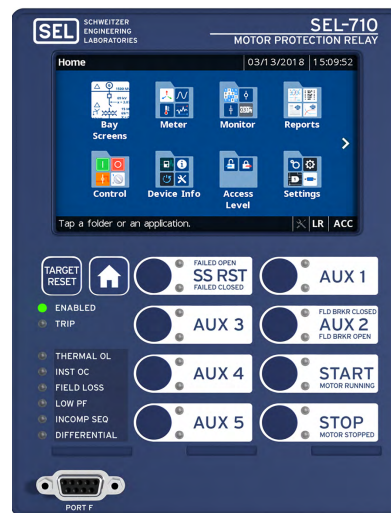 SEL
SCHWEITZER
ENGINEERING
LABORATORIES
SEL-710
MOTOR PROTECTION RELAY
Home 03/13/2018 15:09:52
Bay
Screens
Meter
Monitor
Reports
Control
Device Info
Access
Level
Settings
Tap a folder or an application. LR ACC
TARGET
RESET
FAILED OPEN
SS RST
FAILED CLOSED
AUX 1
ENABLED
TRIP
AUX 3
FLD BRKR CLOSED
AUX 2
FLD BRKR OPEN
THERMAL OL
INST OC
FIELD LOSS
LOW PF
INCOMP SEQ
DIFFERENTIAL
AUX 4
START
MOTOR RUNNING
AUX 5
STOP
MOTOR STOPPED
PORT F